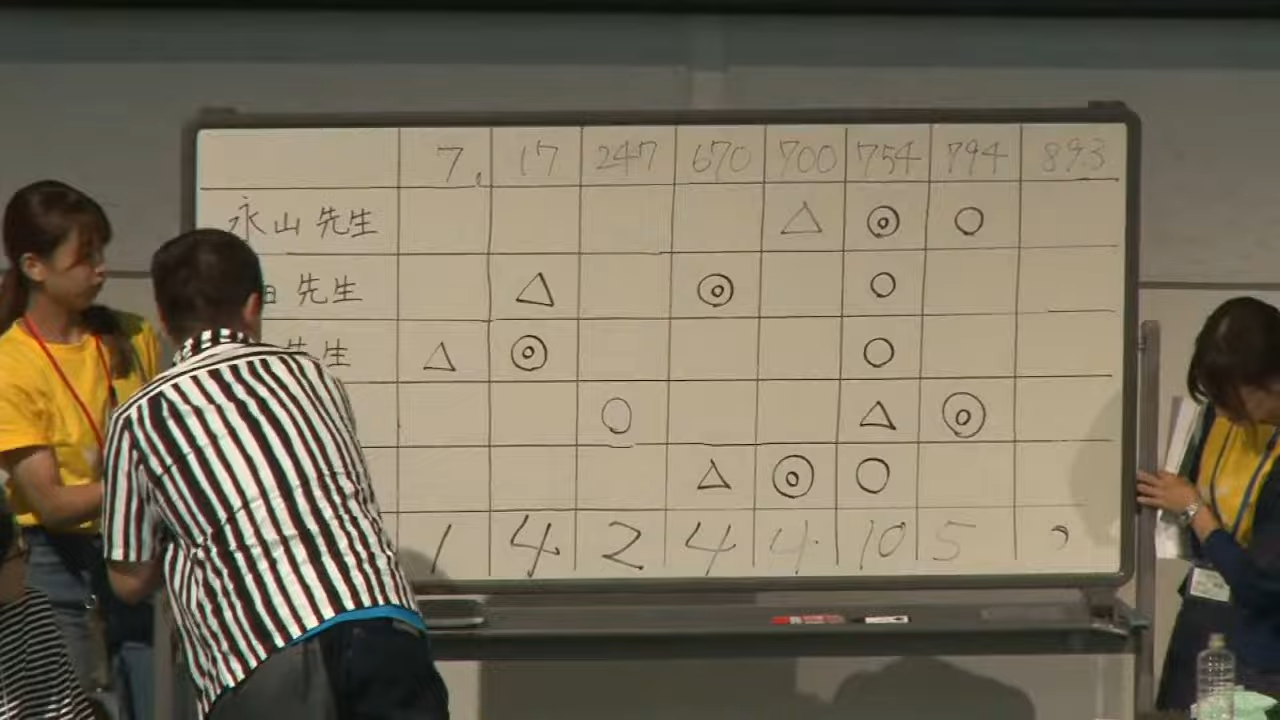 7. 17 247 670 700 754 794 893
永山 先生 △ ◎ ○
先生 △ ◎ ○
先生 △ ◎ ○
○ △ ◎
△ ◎ ○
1 4 2 4 4 10 5